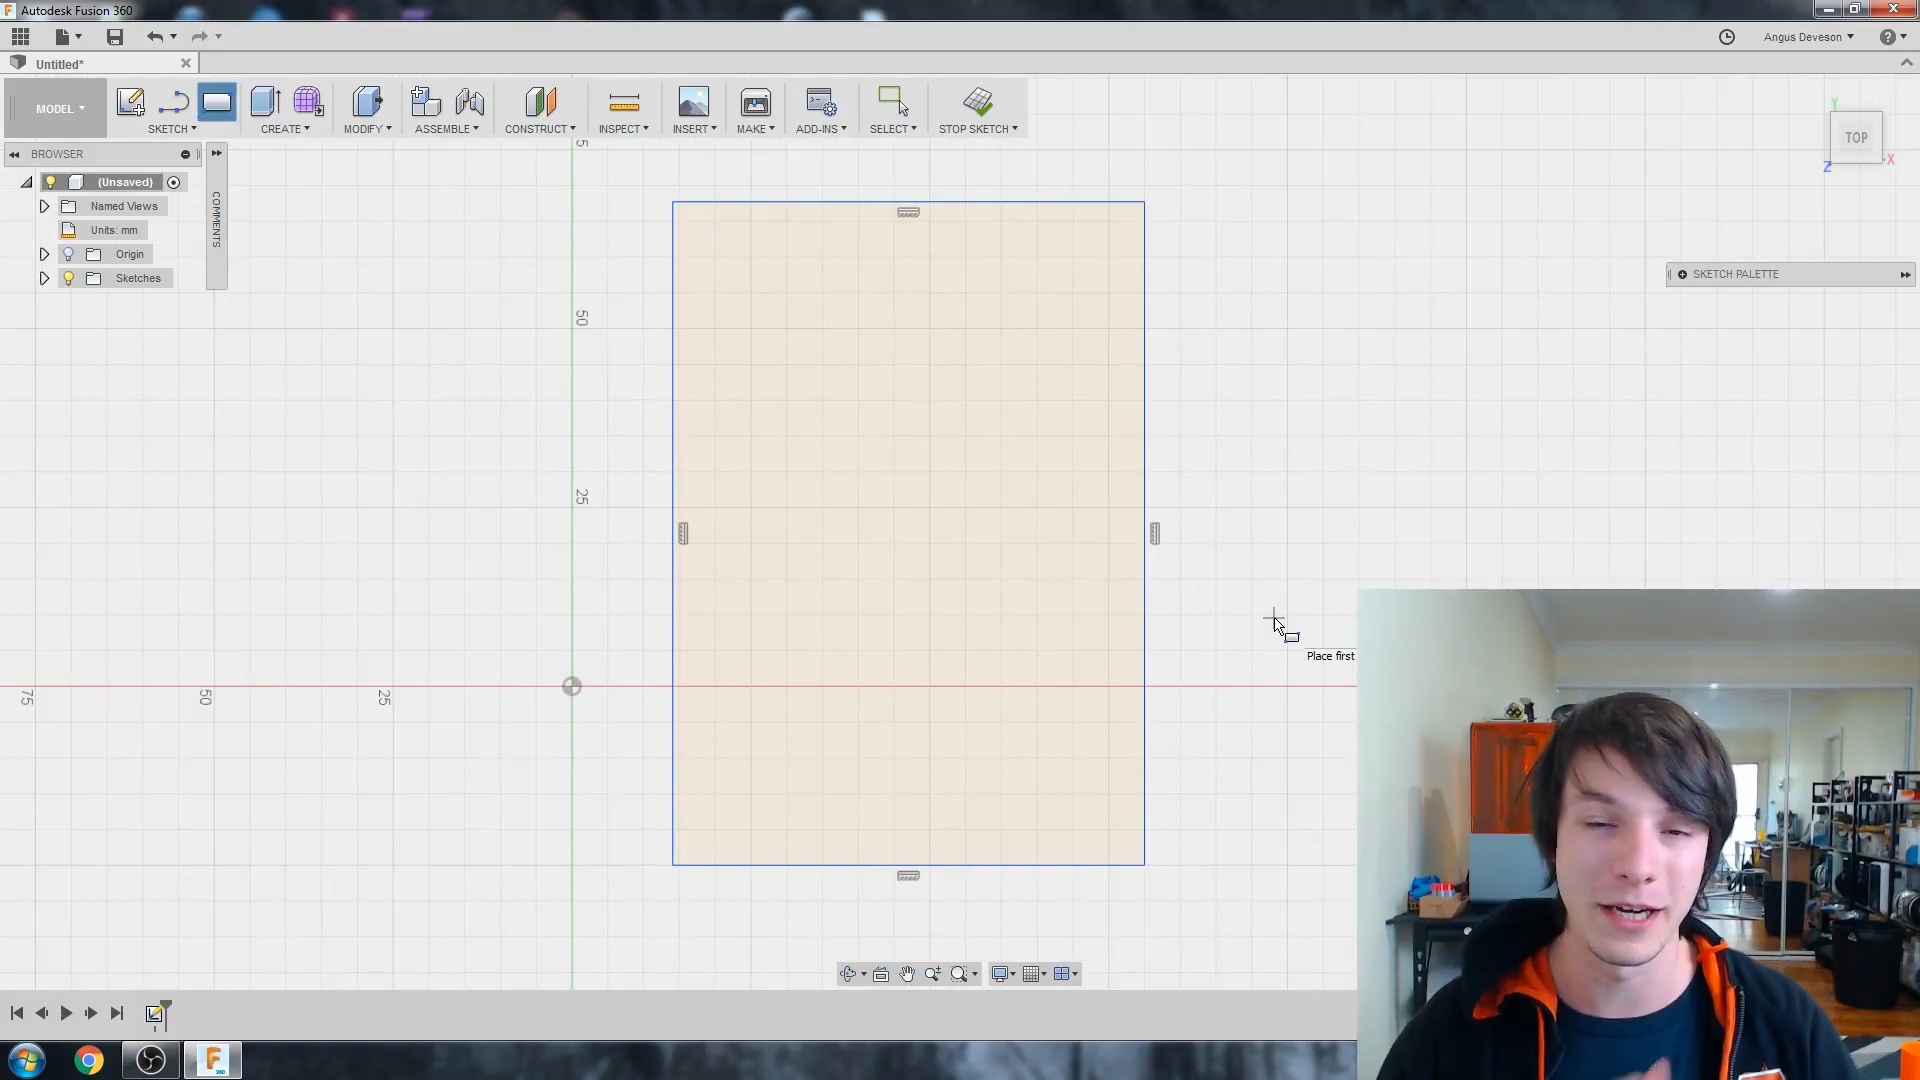 Autodesk Fusion 360
Angus Deveson
Untitled*
MODEL
SKETCH
CREATE
MODIFY
ASSEMBLE
CONSTRUCT
INSPECT
INSERT
MAKE
ADD-INS
SELECT
STOP SKETCH
BROWSER
(Unsaved)
Named Views
Units: mm
Origin
Sketches
COMMENTS
Y
TOP
X
Z
SKETCH PALETTE
5
50
25
75
50
25
Place first
F
360